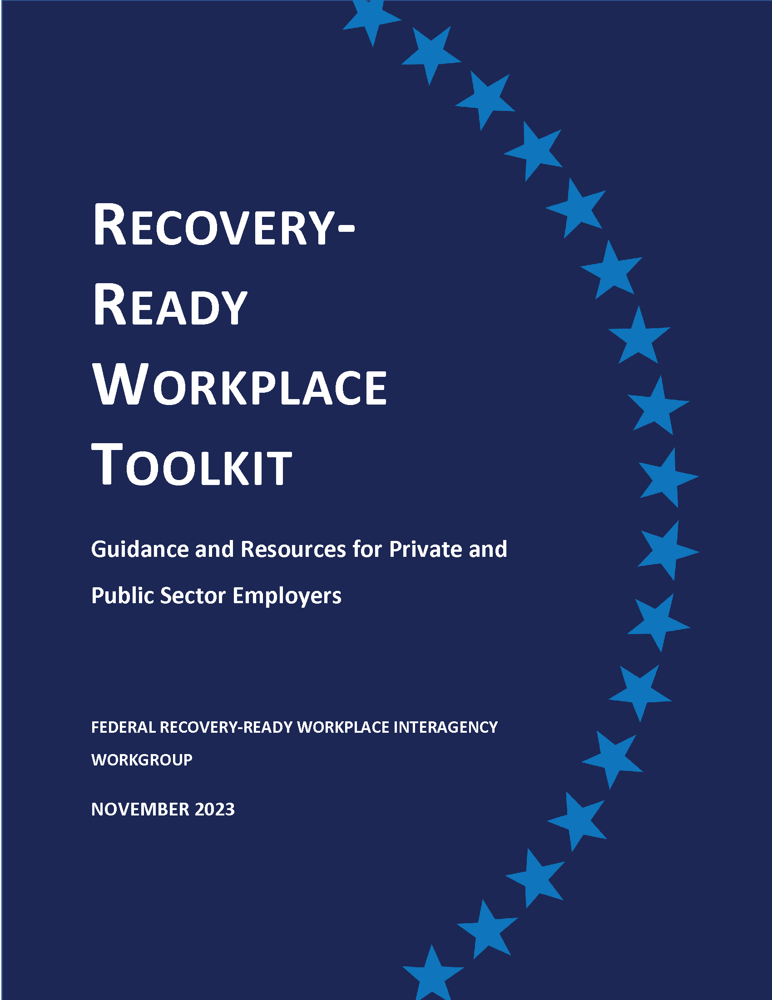 RECOVERY-
READY
WORKPLACE
TOOLKIT
Guidance and Resources for Private and
Public Sector Employers
FEDERAL RECOVERY-READY WORKPLACE INTERAGENCY
WORKGROUP
NOVEMBER 2023